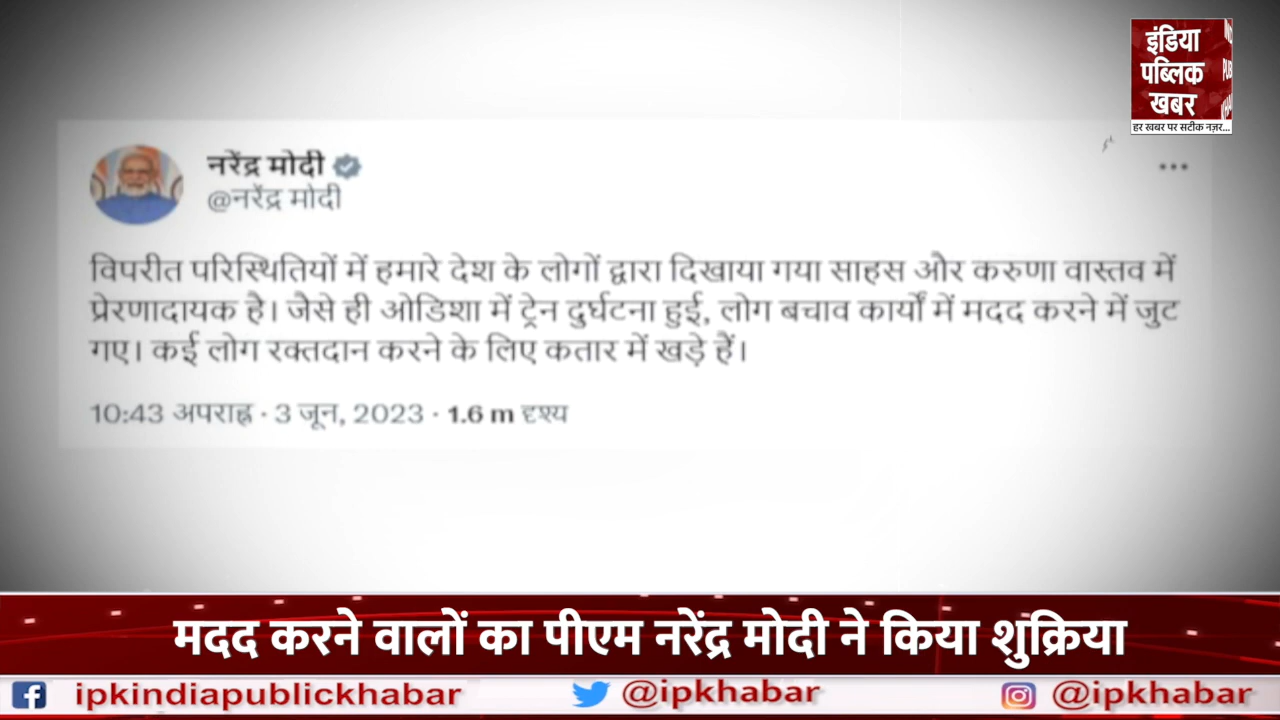 इंडिया
पब्लिक
खबर
हर खबर पर सटीक नज़र...
नरेंद्र मोदी
@नरेंद्र मोदी
विपरीत परिस्थितियों में हमारे देश के लोगों द्वारा दिखाया गया साहस और करुणा वास्तव में
प्रेरणादायक है। जैसे ही ओडिशा में ट्रेन दुर्घटना हुई, लोग बचाव कार्यों में मदद करने में जुट
गए। कई लोग रक्तदान करने के लिए कतार में खड़े हैं।
10:43 अपराह्न · 3 जून, 2023 · 1.6 m दृश्य
मदद करने वालों का पीएम नरेंद्र मोदी ने किया शुक्रिया
ipkindiapublickhabar @ipkhabar @ipkhabar